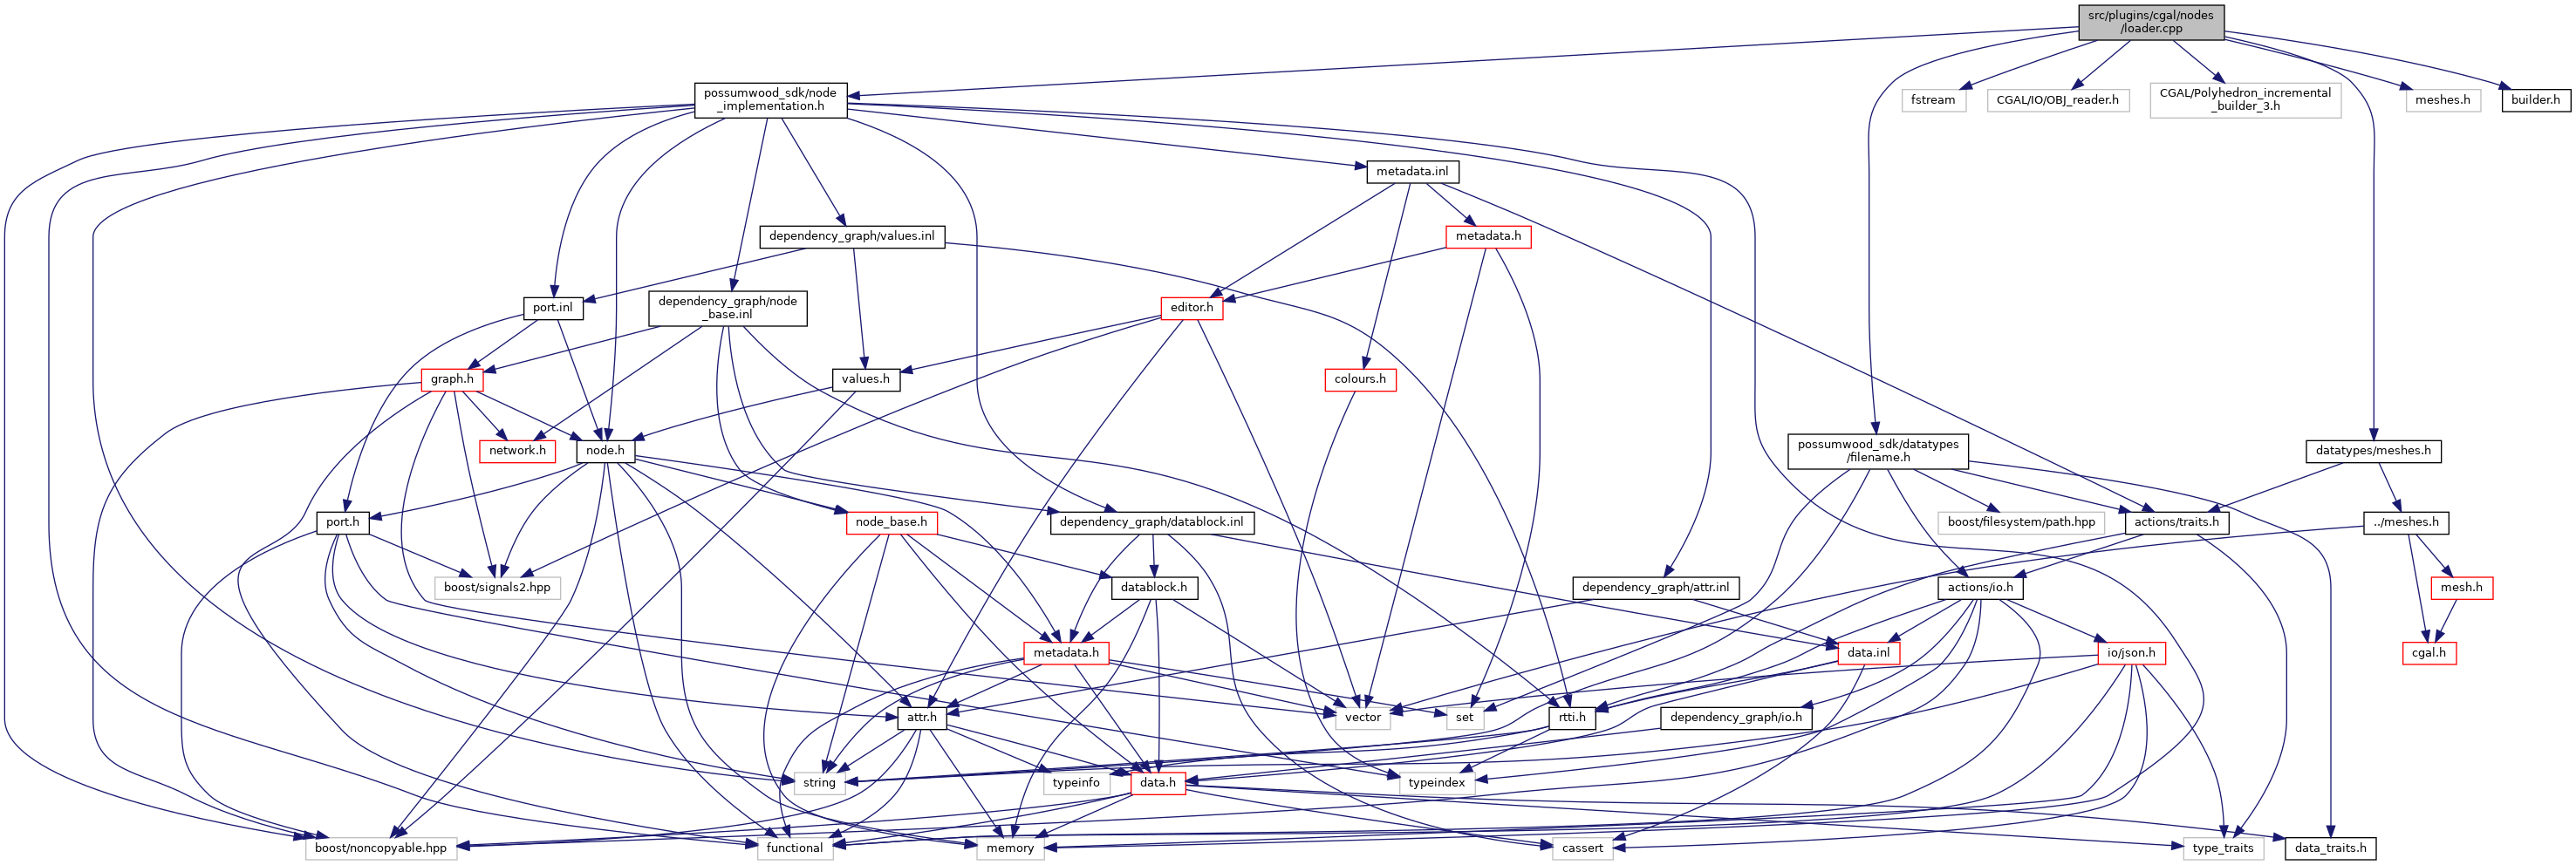 src/plugins/cgal/nodes
/loader.cpp
possumwood_sdk/node
_implementation.h
fstream
CGAL/IO/OBJ_reader.h
CGAL/Polyhedron_incremental
_builder_3.h
meshes.h
builder.h
metadata.inl
dependency_graph/values.inl
metadata.h
port.inl
dependency_graph/node
_base.inl
editor.h
graph.h
values.h
colours.h
network.h
node.h
possumwood_sdk/datatypes
/filename.h
datatypes/meshes.h
port.h
node_base.h
dependency_graph/datablock.inl
boost/filesystem/path.hpp
actions/traits.h
../meshes.h
boost/signals2.hpp
datablock.h
dependency_graph/attr.inl
actions/io.h
mesh.h
metadata.h
data.inl
io/json.h
cgal.h
attr.h
vector
set
rtti.h
dependency_graph/io.h
string
typeinfo
data.h
typeindex
boost/noncopyable.hpp
functional
memory
cassert
type_traits
data_traits.h